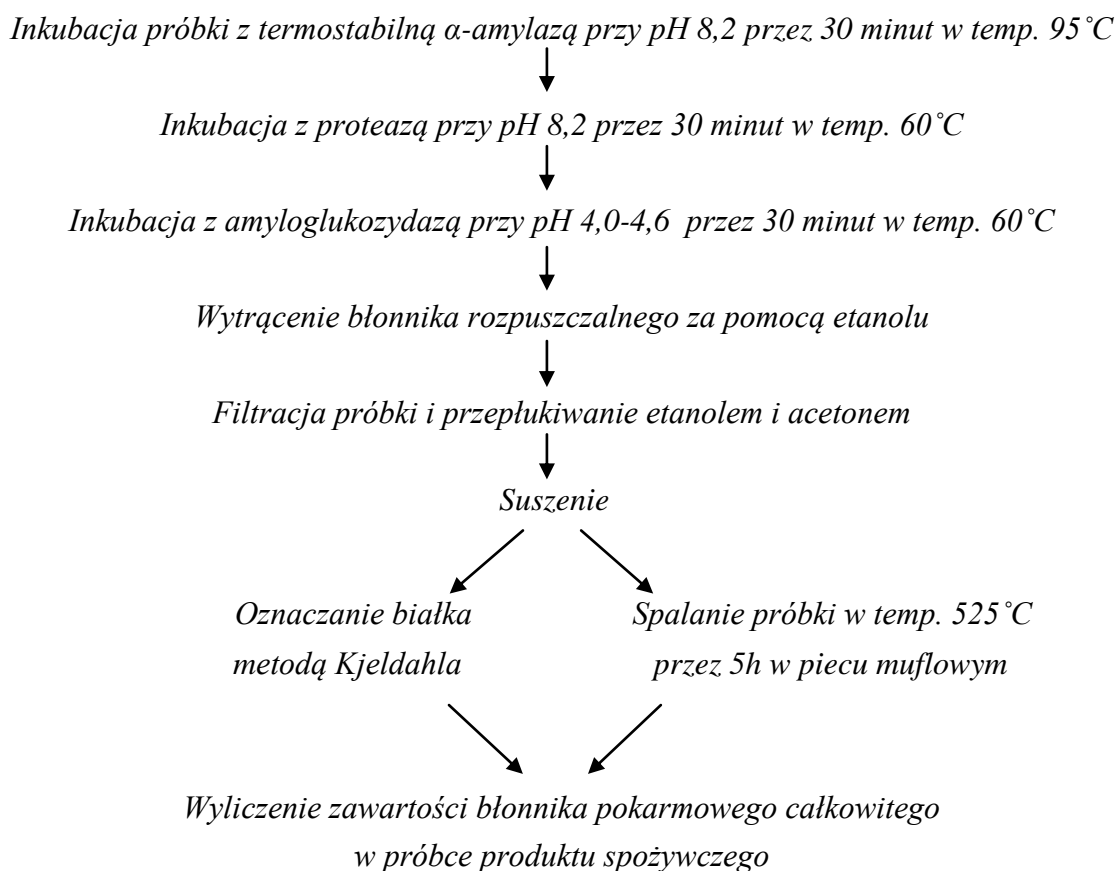 Inkubacja próbki z termostabilną α-amylazą przy pH 8,2 przez 30 minut w temp. 95˚C
Inkubacja z proteazą przy pH 8,2 przez 30 minut w temp. 60˚C
Inkubacja z amyloglukozydazą przy pH 4,0-4,6 przez 30 minut w temp. 60˚C
Wytrącenie błonnika rozpuszczalnego za pomocą etanolu
Filtracja próbki i przepłukiwanie etanolem i acetonem
Suszenie
Oznaczanie białka
metodą Kjeldahla
Spalanie próbki w temp. 525˚C
przez 5h w piecu muflowym
Wyliczenie zawartości błonnika pokarmowego całkowitego
w próbce produktu spożywczego